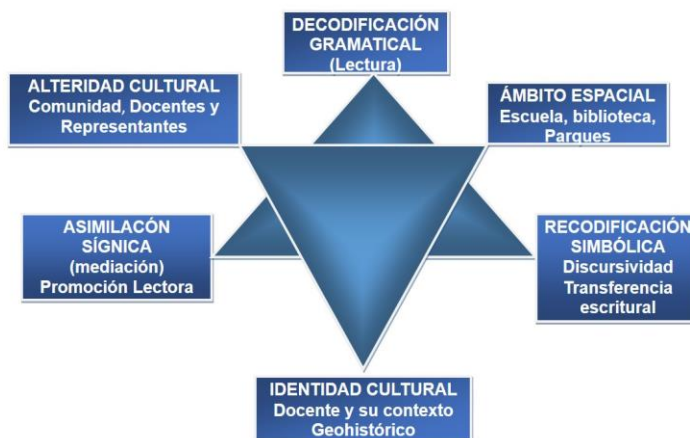 DECODIFICACIÓN
GRAMATICAL
(Lectura)
ALTERIDAD CULTURAL
Comunidad, Docentes y
Representantes
ÁMBITO ESPACIAL
Escuela, biblioteca,
Parques
ASIMILACÓN
SÍGNICA
(mediación)
Promoción Lectora
RECODIFICACIÓN
SIMBÓLICA
Discursividad
Transferencia
escritural
IDENTIDAD CULTURAL
Docente y su contexto
Geohistórico